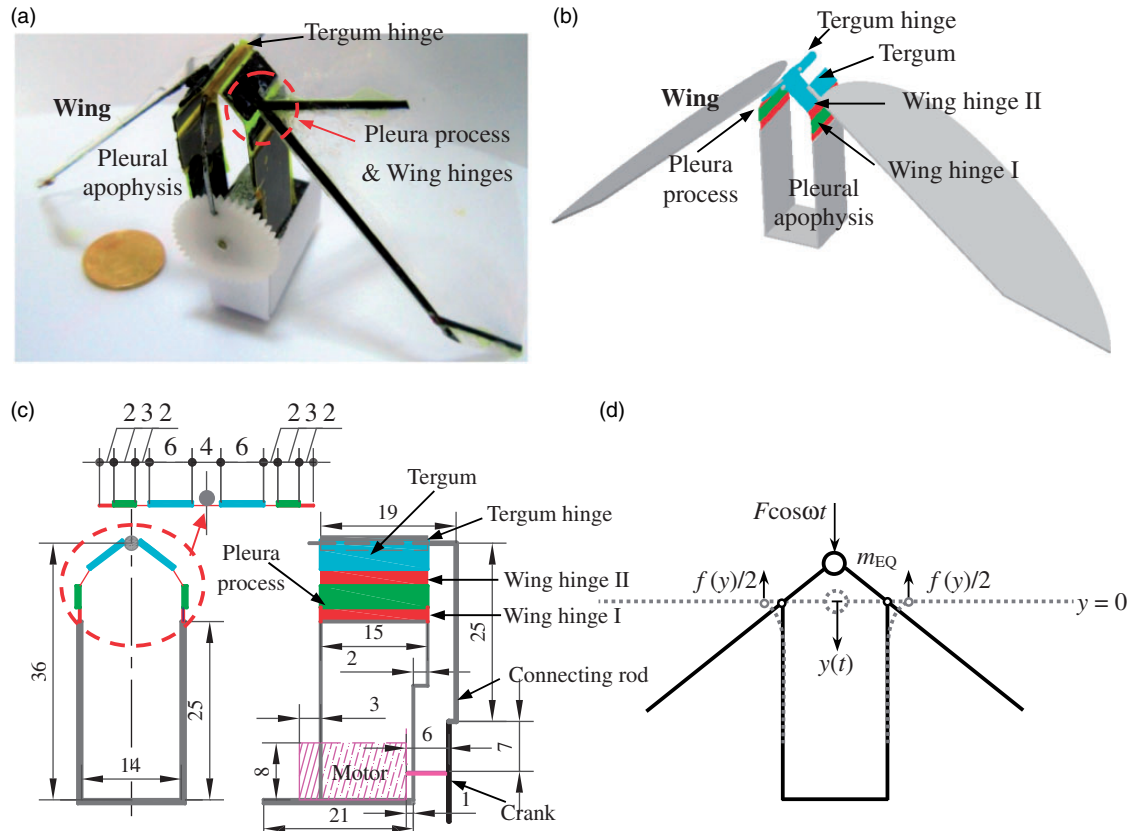 (a)
Tergum hinge
Wing
Pleura process
& Wing hinges
Pleural
apophysis
(b)
Tergum hinge
Tergum
Wing
Wing hinge II
Pleura
process
Wing hinge I
Pleural
apophysis
(c)
2 3 2
2 3 2
6 4 6
36
25
14
19
Tergum
Tergum hinge
Pleura
process
Wing hinge II
Wing hinge I
15
2
25
Connecting rod
3
6
7
8
Motor
1
Crank
21
(d)
Fcosωt
m_EQ
f(y)/2
f(y)/2
y = 0
y(t)